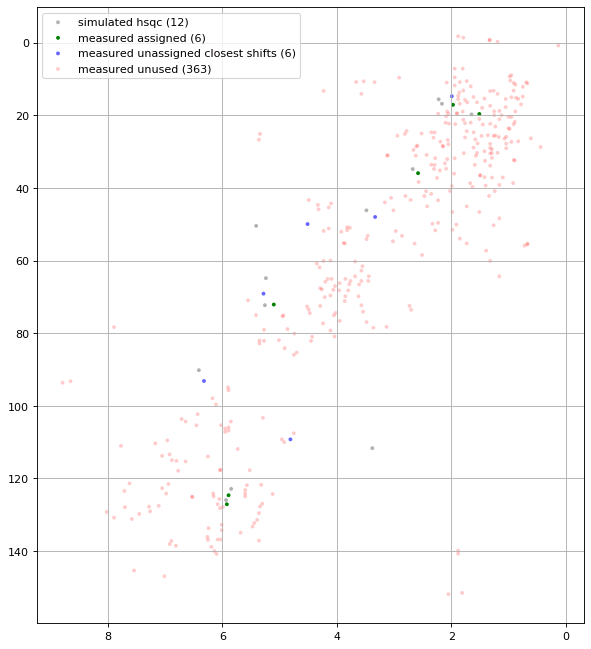 simulated hsqc (12)
measured assigned (6)
measured unassigned closest shifts (6)
measured unused (363)
0
20
40
60
80
100
120
140
8 6 4 2 0